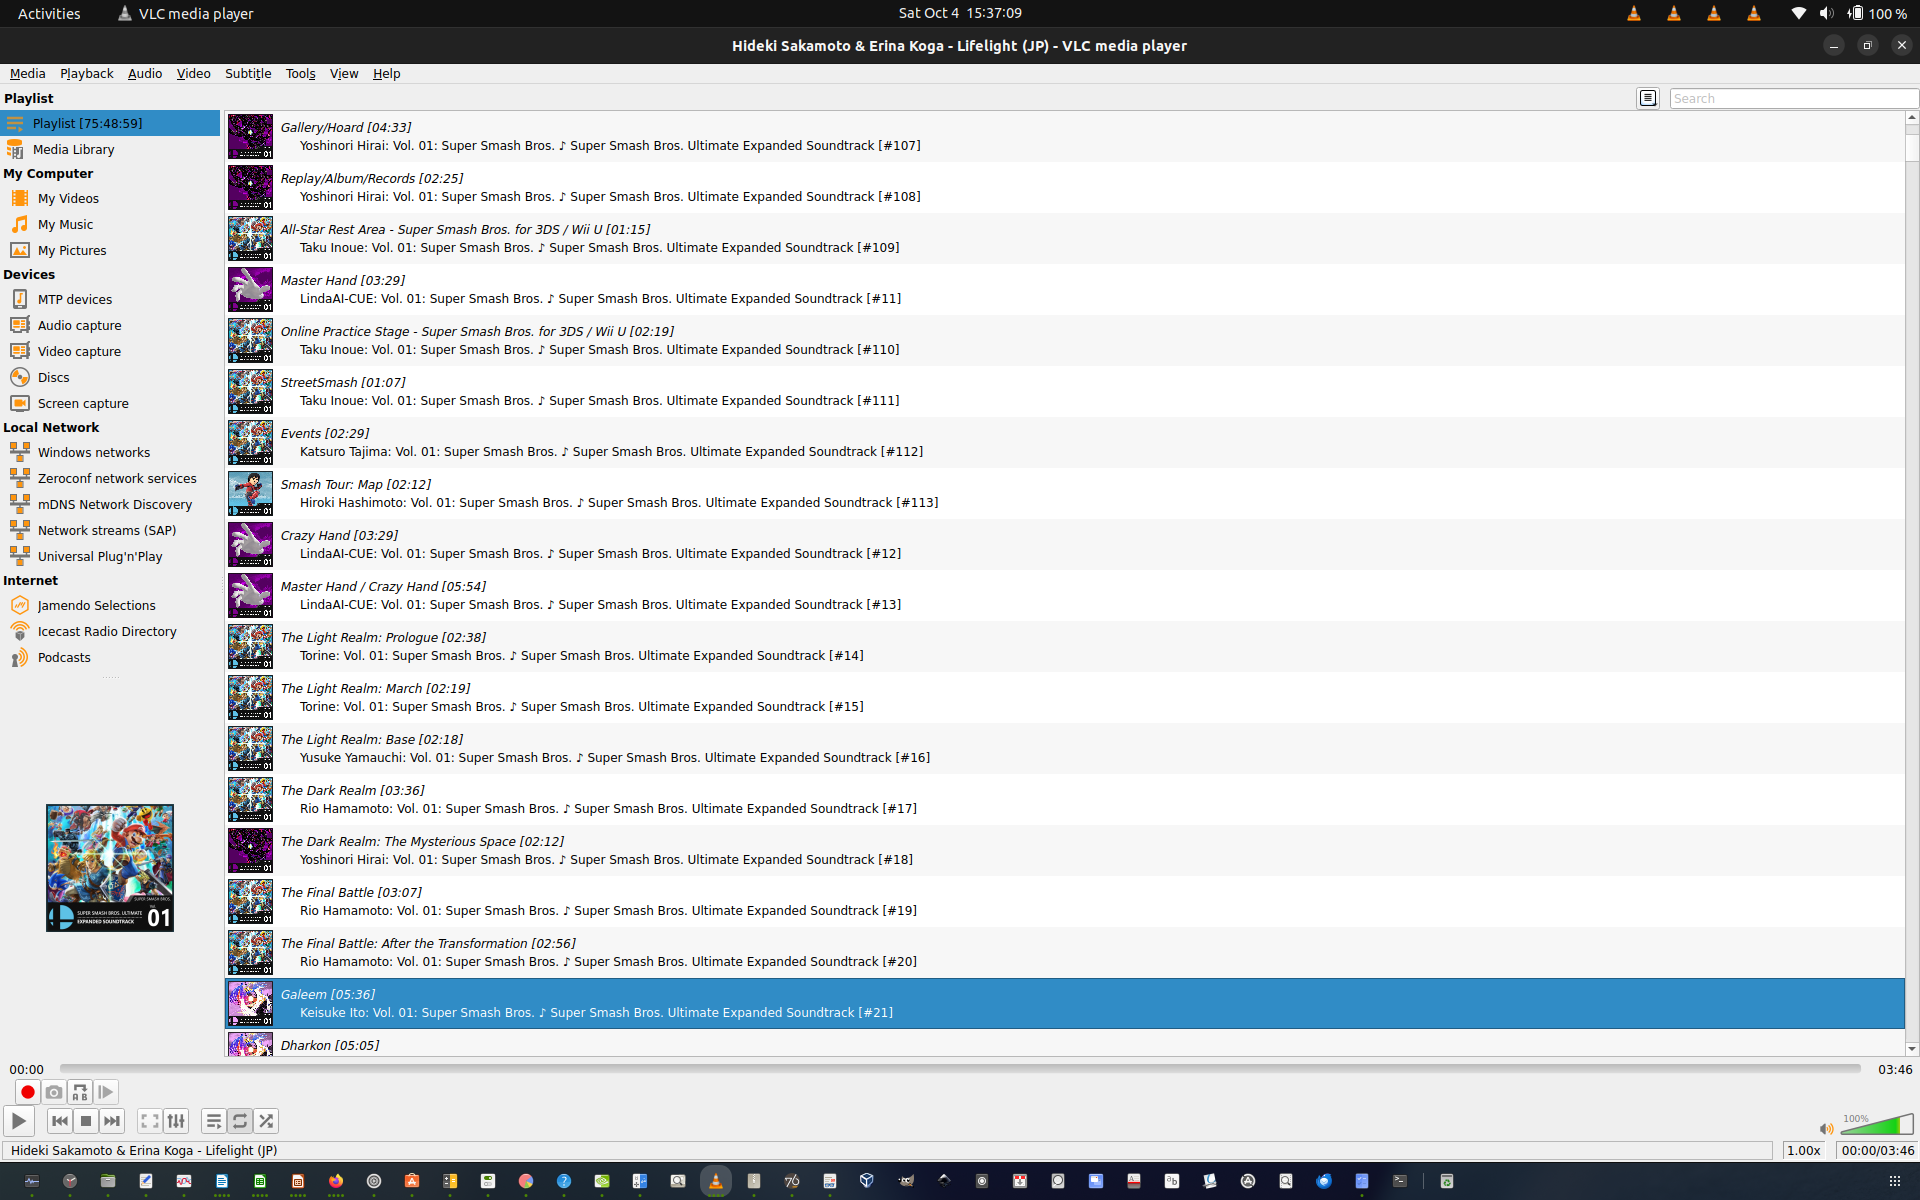 Activities
VLC media player
Sat Oct 4 15:37:09
100 %
Hideki Sakamoto & Erina Koga - Lifelight (JP) - VLC media player
Media Playback Audio Video Subtitle Tools View Help
Playlist
Search
Playlist [75:48:59]
Media Library
My Computer
My Videos
My Music
My Pictures
Devices
MTP devices
Audio capture
Video capture
Discs
Screen capture
Local Network
Windows networks
Zeroconf network services
mDNS Network Discovery
Network streams (SAP)
Universal Plug'n'Play
Internet
Jamendo Selections
Icecast Radio Directory
Podcasts
SUPER SMASH BROS. ULTIMATE
EXPANDED SOUNDTRACK
01
Gallery/Hoard [04:33]
Yoshinori Hirai: Vol. 01: Super Smash Bros. ♪ Super Smash Bros. Ultimate Expanded Soundtrack [#107]
Replay/Album/Records [02:25]
Yoshinori Hirai: Vol. 01: Super Smash Bros. ♪ Super Smash Bros. Ultimate Expanded Soundtrack [#108]
All-Star Rest Area - Super Smash Bros. for 3DS / Wii U [01:15]
Taku Inoue: Vol. 01: Super Smash Bros. ♪ Super Smash Bros. Ultimate Expanded Soundtrack [#109]
Master Hand [03:29]
LindaAI-CUE: Vol. 01: Super Smash Bros. ♪ Super Smash Bros. Ultimate Expanded Soundtrack [#11]
Online Practice Stage - Super Smash Bros. for 3DS / Wii U [02:19]
Taku Inoue: Vol. 01: Super Smash Bros. ♪ Super Smash Bros. Ultimate Expanded Soundtrack [#110]
StreetSmash [01:07]
Taku Inoue: Vol. 01: Super Smash Bros. ♪ Super Smash Bros. Ultimate Expanded Soundtrack [#111]
Events [02:29]
Katsuro Tajima: Vol. 01: Super Smash Bros. ♪ Super Smash Bros. Ultimate Expanded Soundtrack [#112]
Smash Tour: Map [02:12]
Hiroki Hashimoto: Vol. 01: Super Smash Bros. ♪ Super Smash Bros. Ultimate Expanded Soundtrack [#113]
Crazy Hand [03:29]
LindaAI-CUE: Vol. 01: Super Smash Bros. ♪ Super Smash Bros. Ultimate Expanded Soundtrack [#12]
Master Hand / Crazy Hand [05:54]
LindaAI-CUE: Vol. 01: Super Smash Bros. ♪ Super Smash Bros. Ultimate Expanded Soundtrack [#13]
The Light Realm: Prologue [02:38]
Torine: Vol. 01: Super Smash Bros. ♪ Super Smash Bros. Ultimate Expanded Soundtrack [#14]
The Light Realm: March [02:19]
Torine: Vol. 01: Super Smash Bros. ♪ Super Smash Bros. Ultimate Expanded Soundtrack [#15]
The Light Realm: Base [02:18]
Yusuke Yamauchi: Vol. 01: Super Smash Bros. ♪ Super Smash Bros. Ultimate Expanded Soundtrack [#16]
The Dark Realm [03:36]
Rio Hamamoto: Vol. 01: Super Smash Bros. ♪ Super Smash Bros. Ultimate Expanded Soundtrack [#17]
The Dark Realm: The Mysterious Space [02:12]
Yoshinori Hirai: Vol. 01: Super Smash Bros. ♪ Super Smash Bros. Ultimate Expanded Soundtrack [#18]
The Final Battle [03:07]
Rio Hamamoto: Vol. 01: Super Smash Bros. ♪ Super Smash Bros. Ultimate Expanded Soundtrack [#19]
The Final Battle: After the Transformation [02:56]
Rio Hamamoto: Vol. 01: Super Smash Bros. ♪ Super Smash Bros. Ultimate Expanded Soundtrack [#20]
Galeem [05:36]
Keisuke Ito: Vol. 01: Super Smash Bros. ♪ Super Smash Bros. Ultimate Expanded Soundtrack [#21]
Dharkon [05:05]
00:00
03:46
100%
Hideki Sakamoto & Erina Koga - Lifelight (JP)
1.00x
00:00/03:46